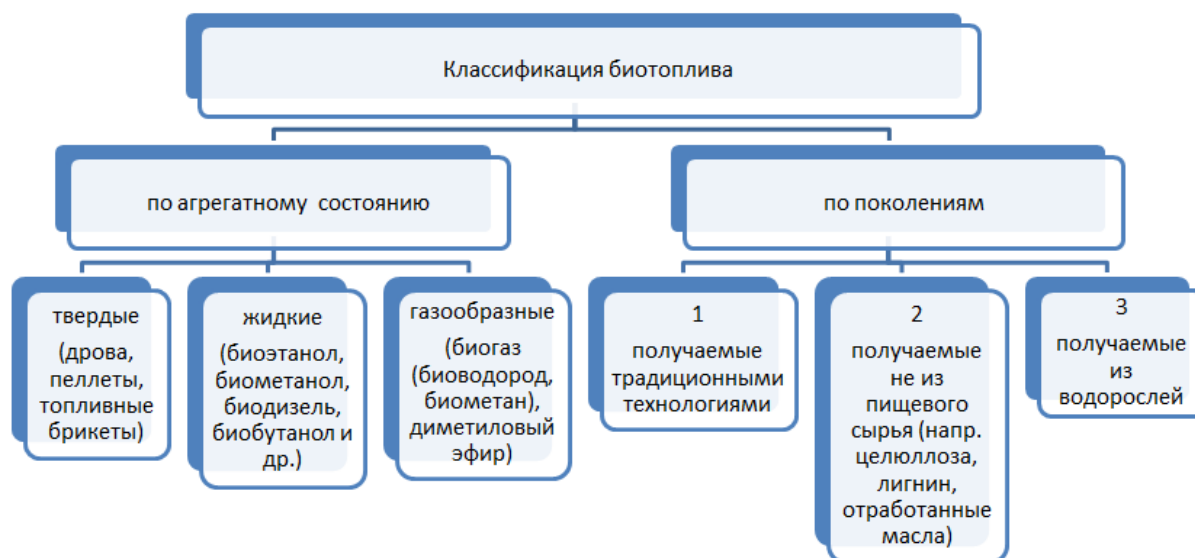 Классификация биотоплива
по агрегатному состоянию
по поколениям
твердые
(дрова,
пеллеты,
топливные
брикеты)
жидкие
(биоэтанол,
биометанол,
биодизель,
биобутанол и
др.)
газообразные
(биогаз
(биоводород,
биометан),
диметиловый
эфир)
1
получаемые
традиционными
технологиями
2
получаемые
не из
пищевого
сырья (напр.
целюллоза,
лигнин,
отработанные
масла)
3
получаемые
из
водорослей